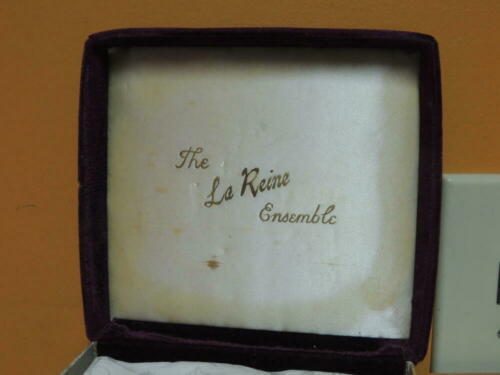 The
La Reine
Ensemble